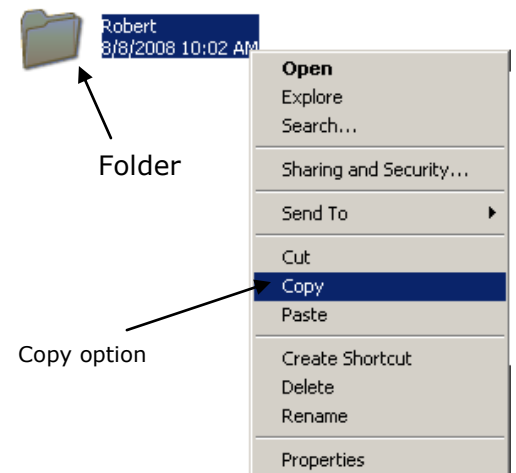 Robert
8/8/2008 10:02 AM
Folder
Open
Explore
Search...
Sharing and Security...
Send To
Cut
Copy
Paste
Create Shortcut
Delete
Rename
Properties
Copy option